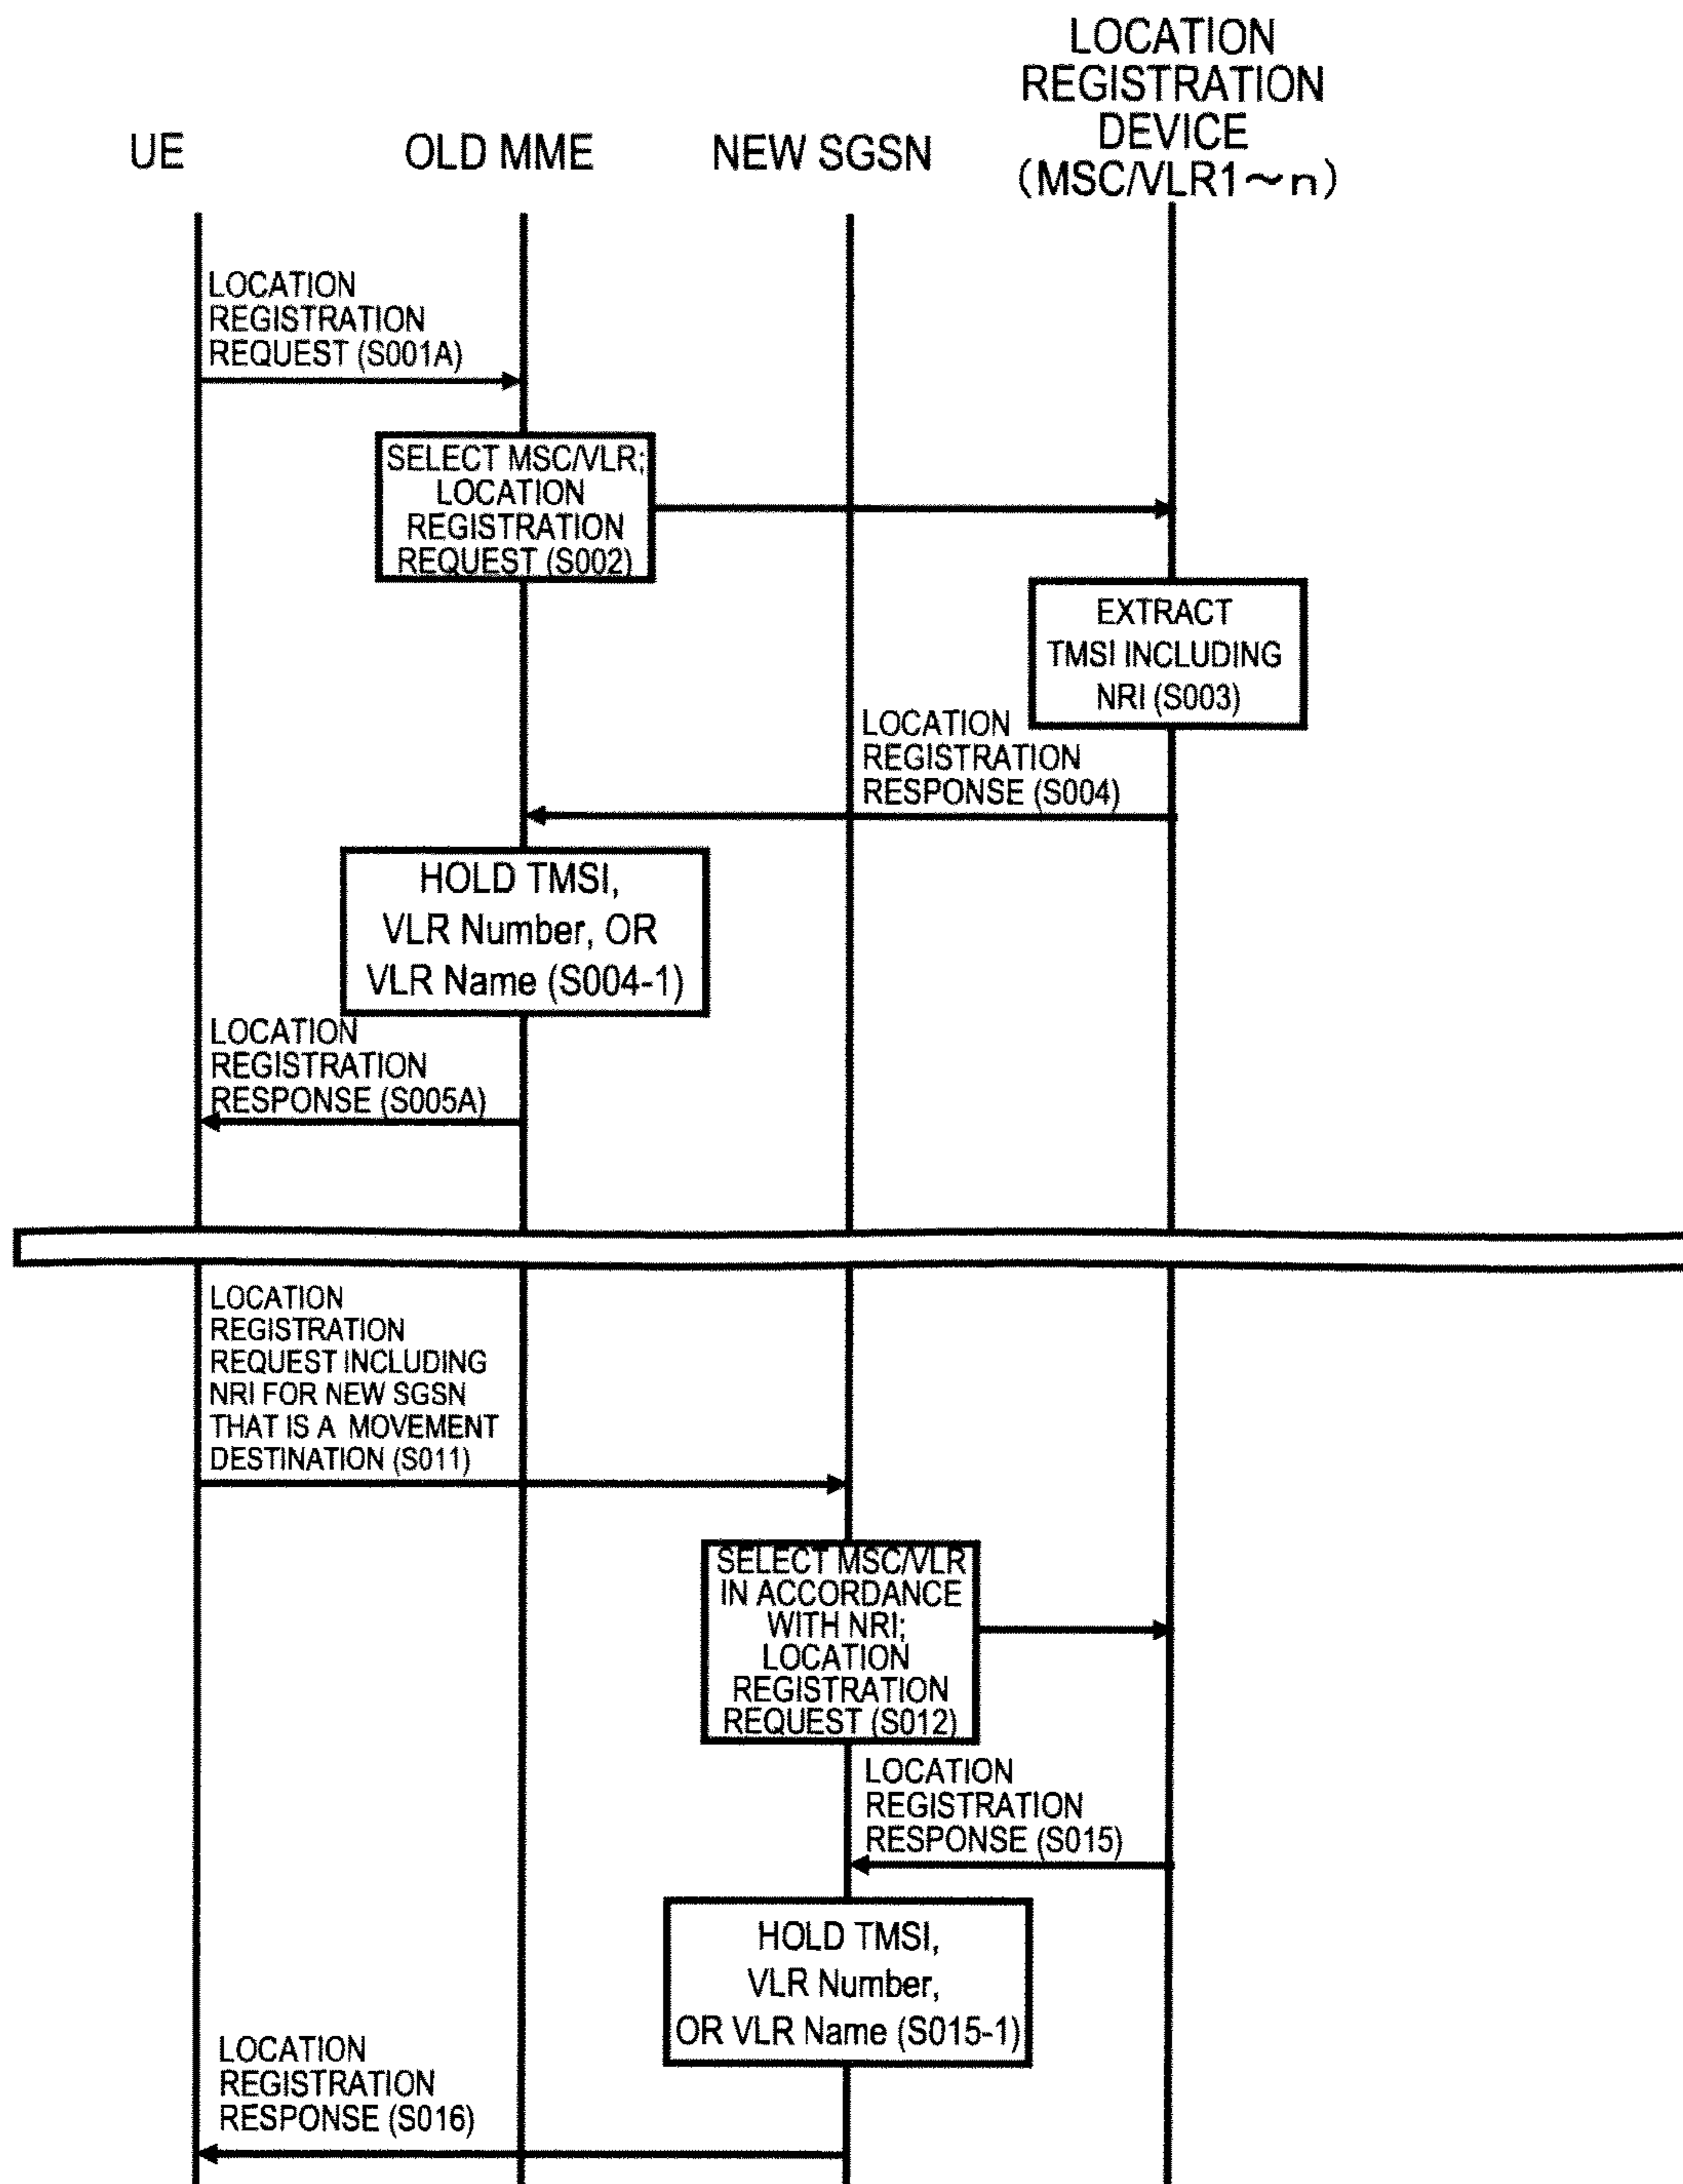 LOCATION
REGISTRATION
DEVICE
(MSC/VLR1～n)
UE
OLD MME
NEW SGSN
LOCATION
REGISTRATION
REQUEST (S001A)
SELECT MSC/VLR;
LOCATION
REGISTRATION
REQUEST (S002)
EXTRACT
TMSI INCLUDING
NRI (S003)
LOCATION
REGISTRATION
RESPONSE (S004)
HOLD TMSI,
VLR Number, OR
VLR Name (S004-1)
LOCATION
REGISTRATION
RESPONSE (S005A)
LOCATION
REGISTRATION
REQUEST INCLUDING
NRI FOR NEW SGSN
THAT IS A MOVEMENT
DESTINATION (S011)
SELECT MSC/VLR
IN ACCORDANCE
WITH NRI;
LOCATION
REGISTRATION
REQUEST (S012)
LOCATION
REGISTRATION
RESPONSE (S015)
HOLD TMSI,
VLR Number,
OR VLR Name (S015-1)
LOCATION
REGISTRATION
RESPONSE (S016)